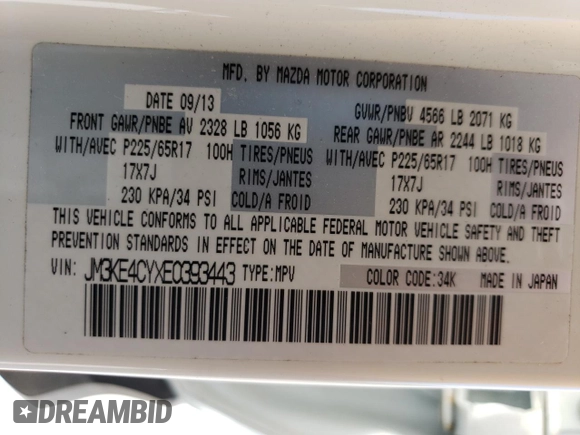 MFD. BY MAZDA MOTOR CORPORATION
DATE 09/13 GVWR/PNBV 4566 LB 2071 KG
FRONT GAWR/PNBE AV 2328 LB 1056 KG REAR GAWR/PNBE AR 2244 LB 1018 KG
WITH/AVEC P225/65R17 100H TIRES/PNEUS WITH/AVEC P225/65R17 100H TIRES/PNEUS
17X7J RIMS/JANTES 17X7J RIMS/JANTES
230 KPA/34 PSI COLD/A FROID 230 KPA/34 PSI COLD/A FROID
THIS VEHICLE CONFORMS TO ALL APPLICABLE FEDERAL MOTOR VEHICLE SAFETY AND THEFT
PREVENTION STANDARDS IN EFFECT ON THE DATE OF MANUFACTURE SHOWN ABOVE.
VIN: JM3KE4CYXE0393443 TYPE:MPV COLOR CODE:34K MADE IN JAPAN
DREAMBID